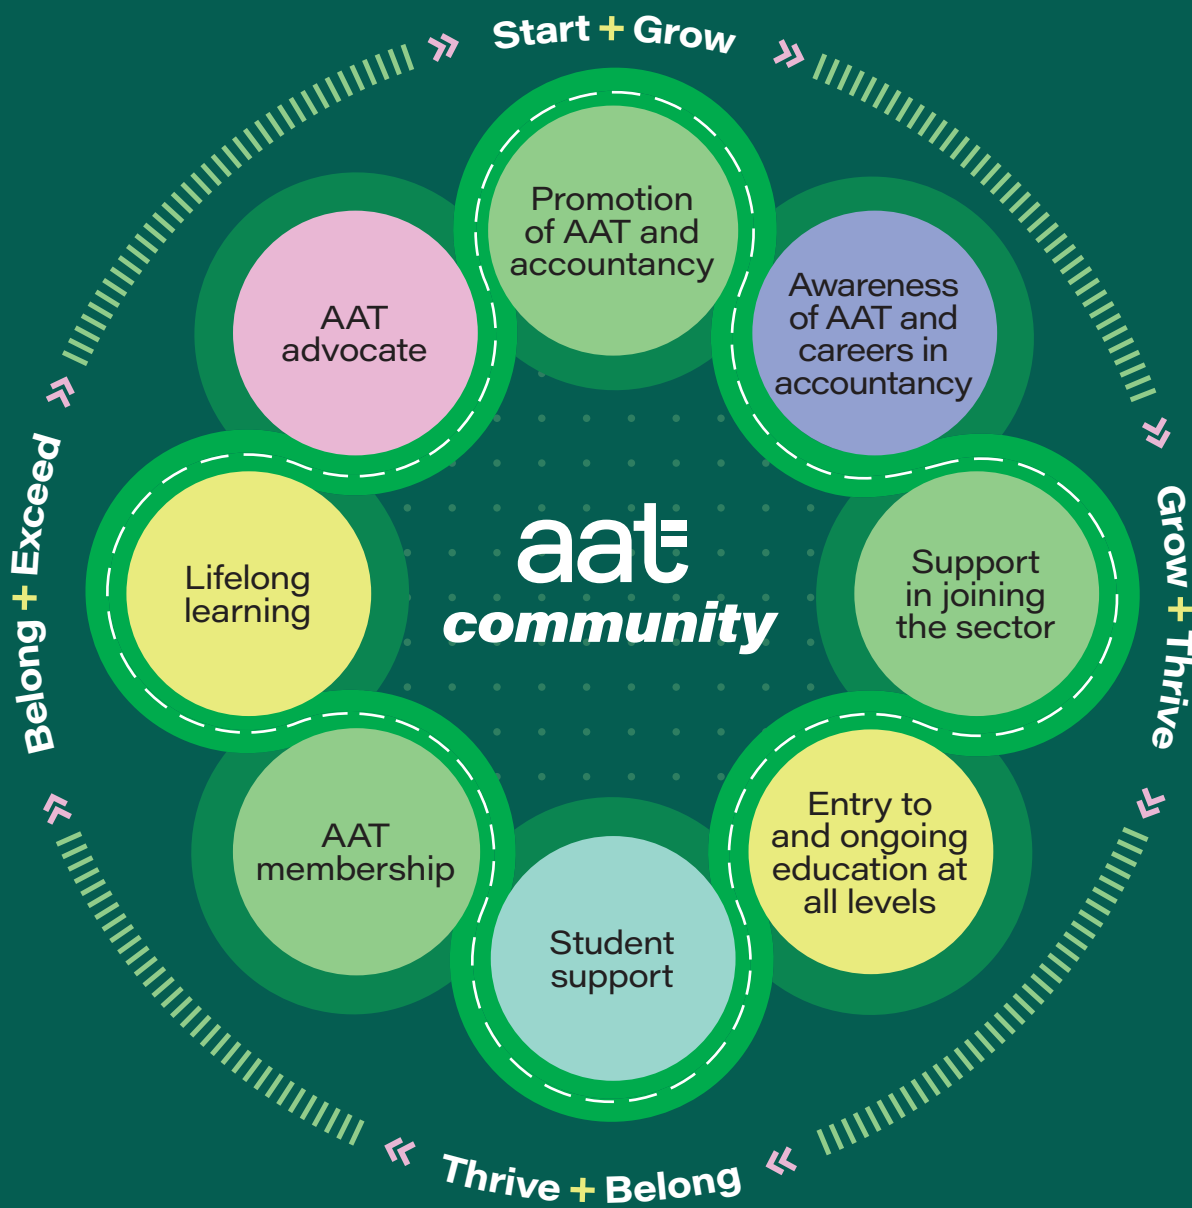 Start + Grow
Promotion
of AAT and
accountancy
Awareness
of AAT and
careers in
accountancy
Grow + Thrive
Support
in joining
the sector
Entry to
and ongoing
education at
all levels
Student
support
Thrive + Belong
AAT
membership
Lifelong
learning
Belong + Exceed
AAT
advocate
aat
community